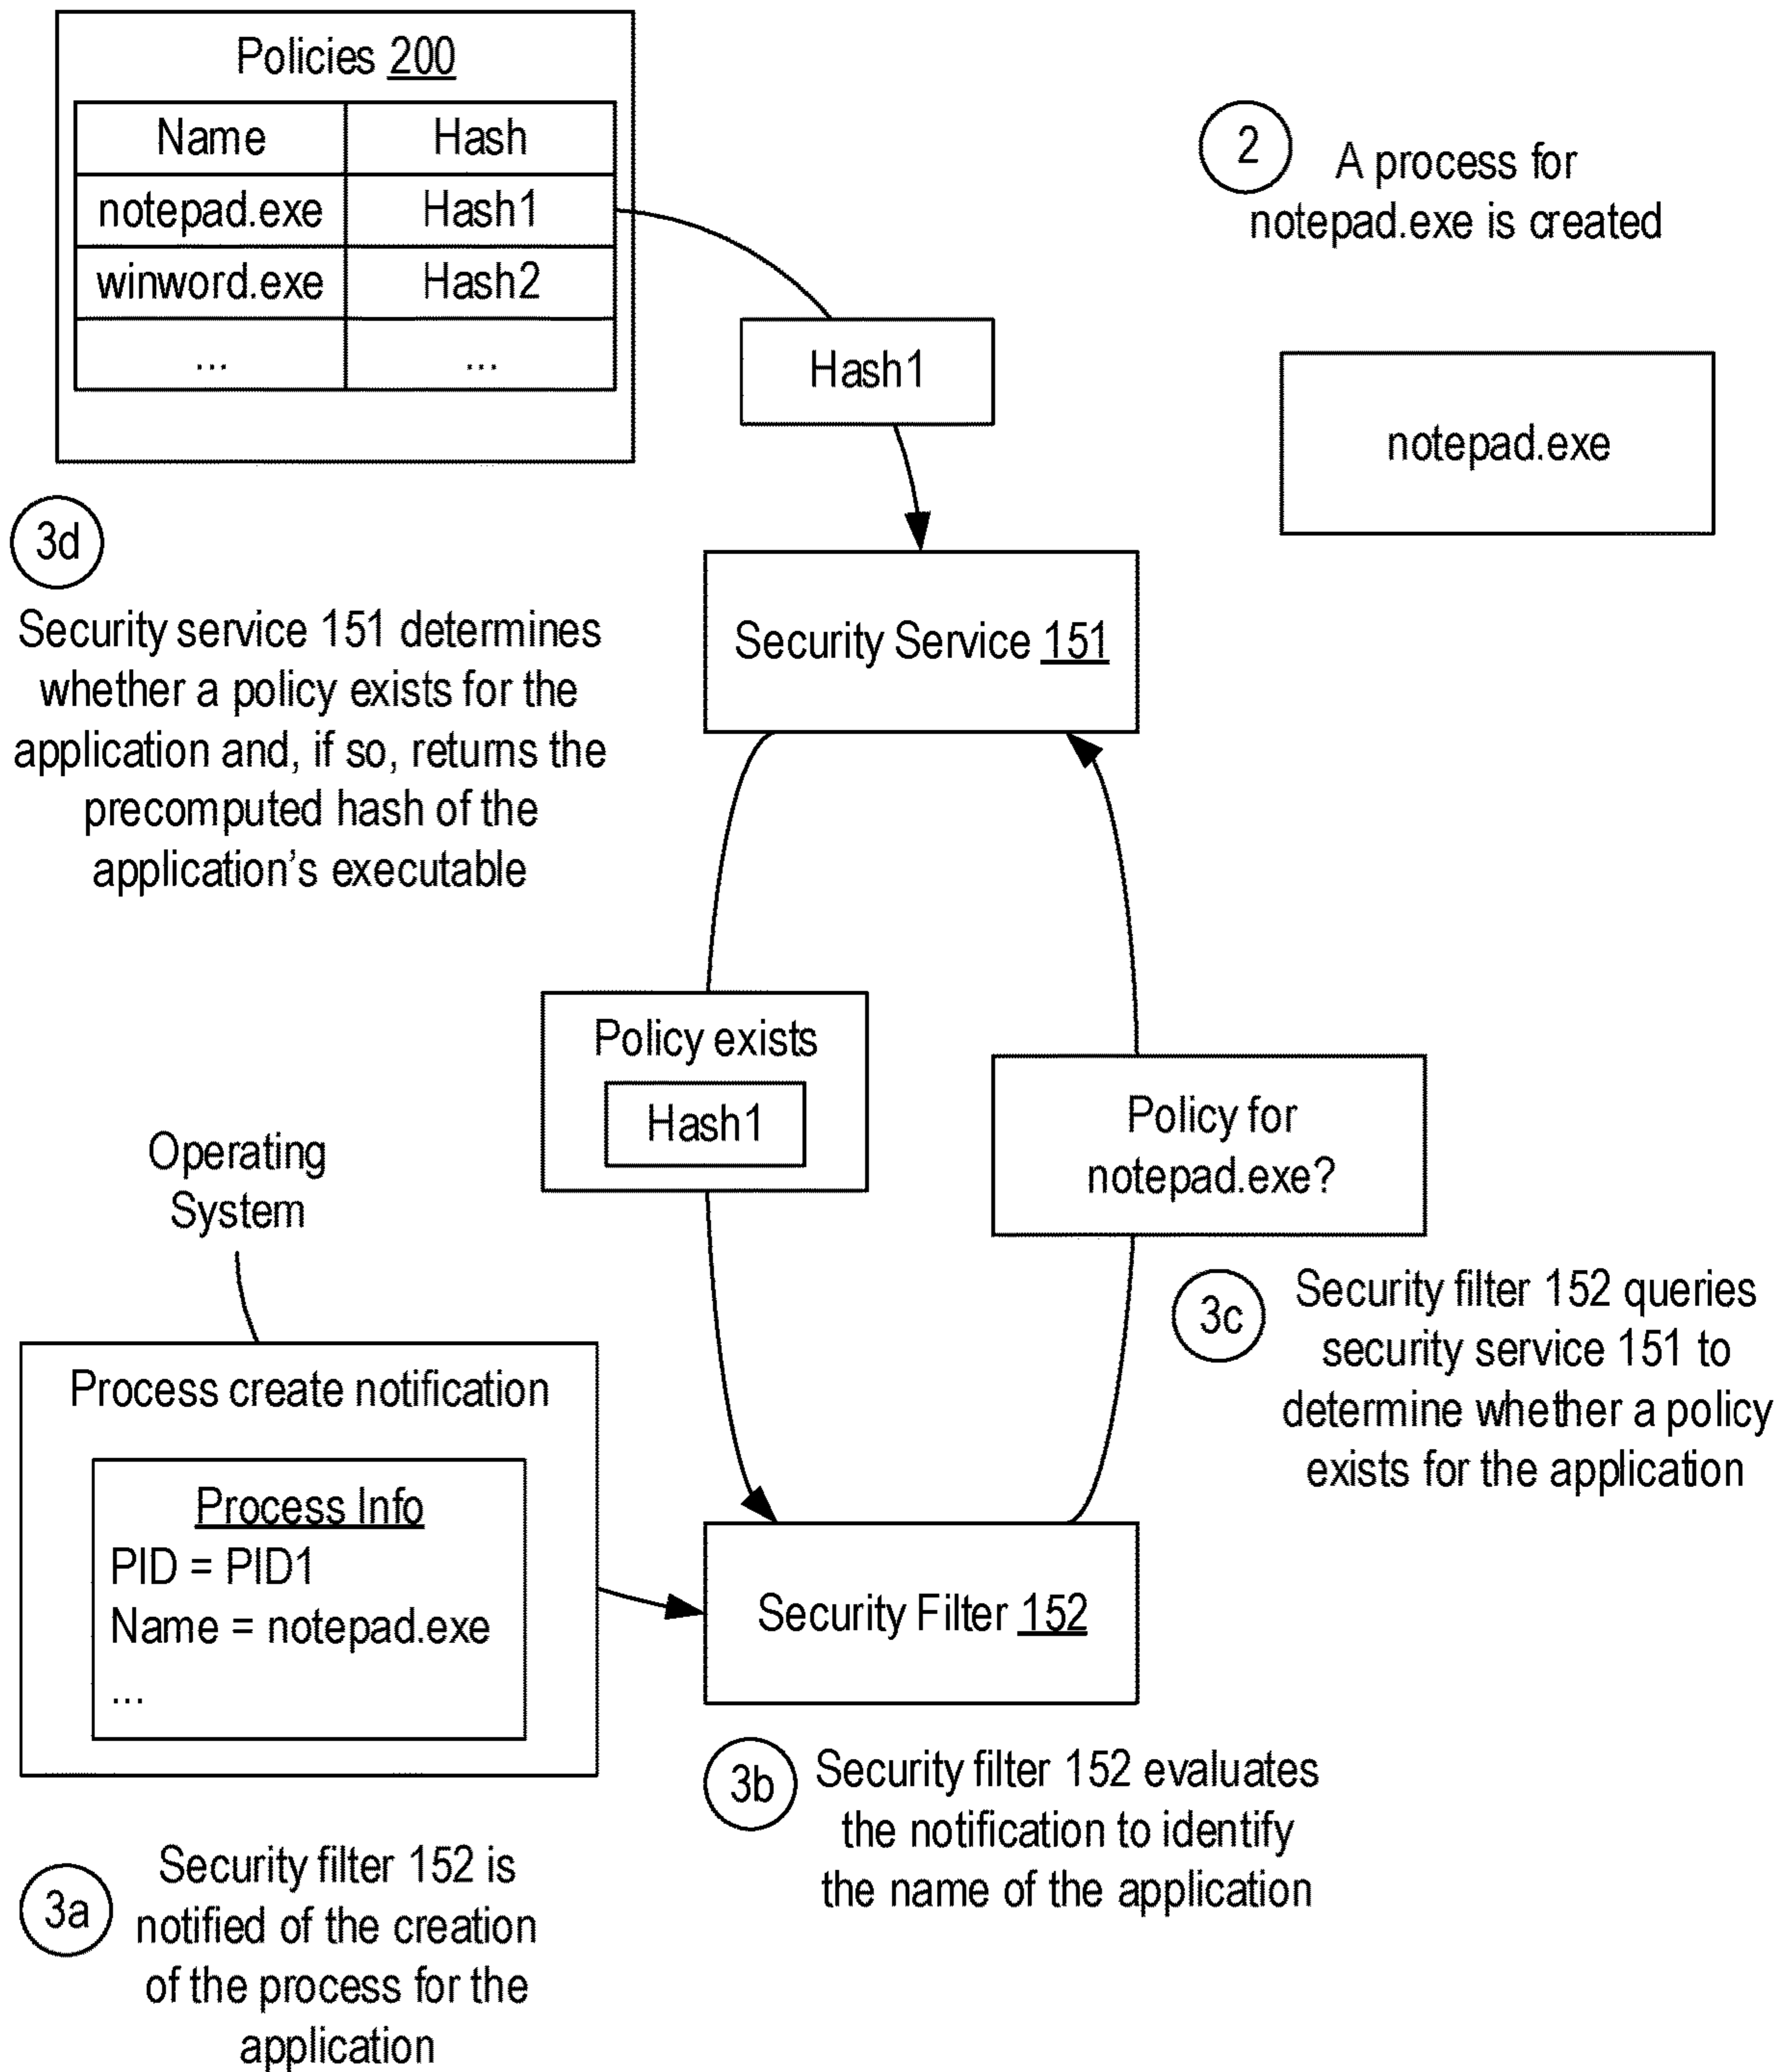 Policies 200
Name Hash
notepad.exe Hash1
winword.exe Hash2
... ...
2
A process for
notepad.exe is created
Hash1
notepad.exe
3d
Security service 151 determines
whether a policy exists for the
application and, if so, returns the
precomputed hash of the
application's executable
Security Service 151
Policy exists
Hash1
Policy for
notepad.exe?
Operating
System
3c
Security filter 152 queries
security service 151 to
determine whether a policy
exists for the application
Process create notification
Process Info
PID = PID1
Name = notepad.exe
...
Security Filter 152
3b
Security filter 152 evaluates
the notification to identify
the name of the application
3a
Security filter 152 is
notified of the creation
of the process for the
application